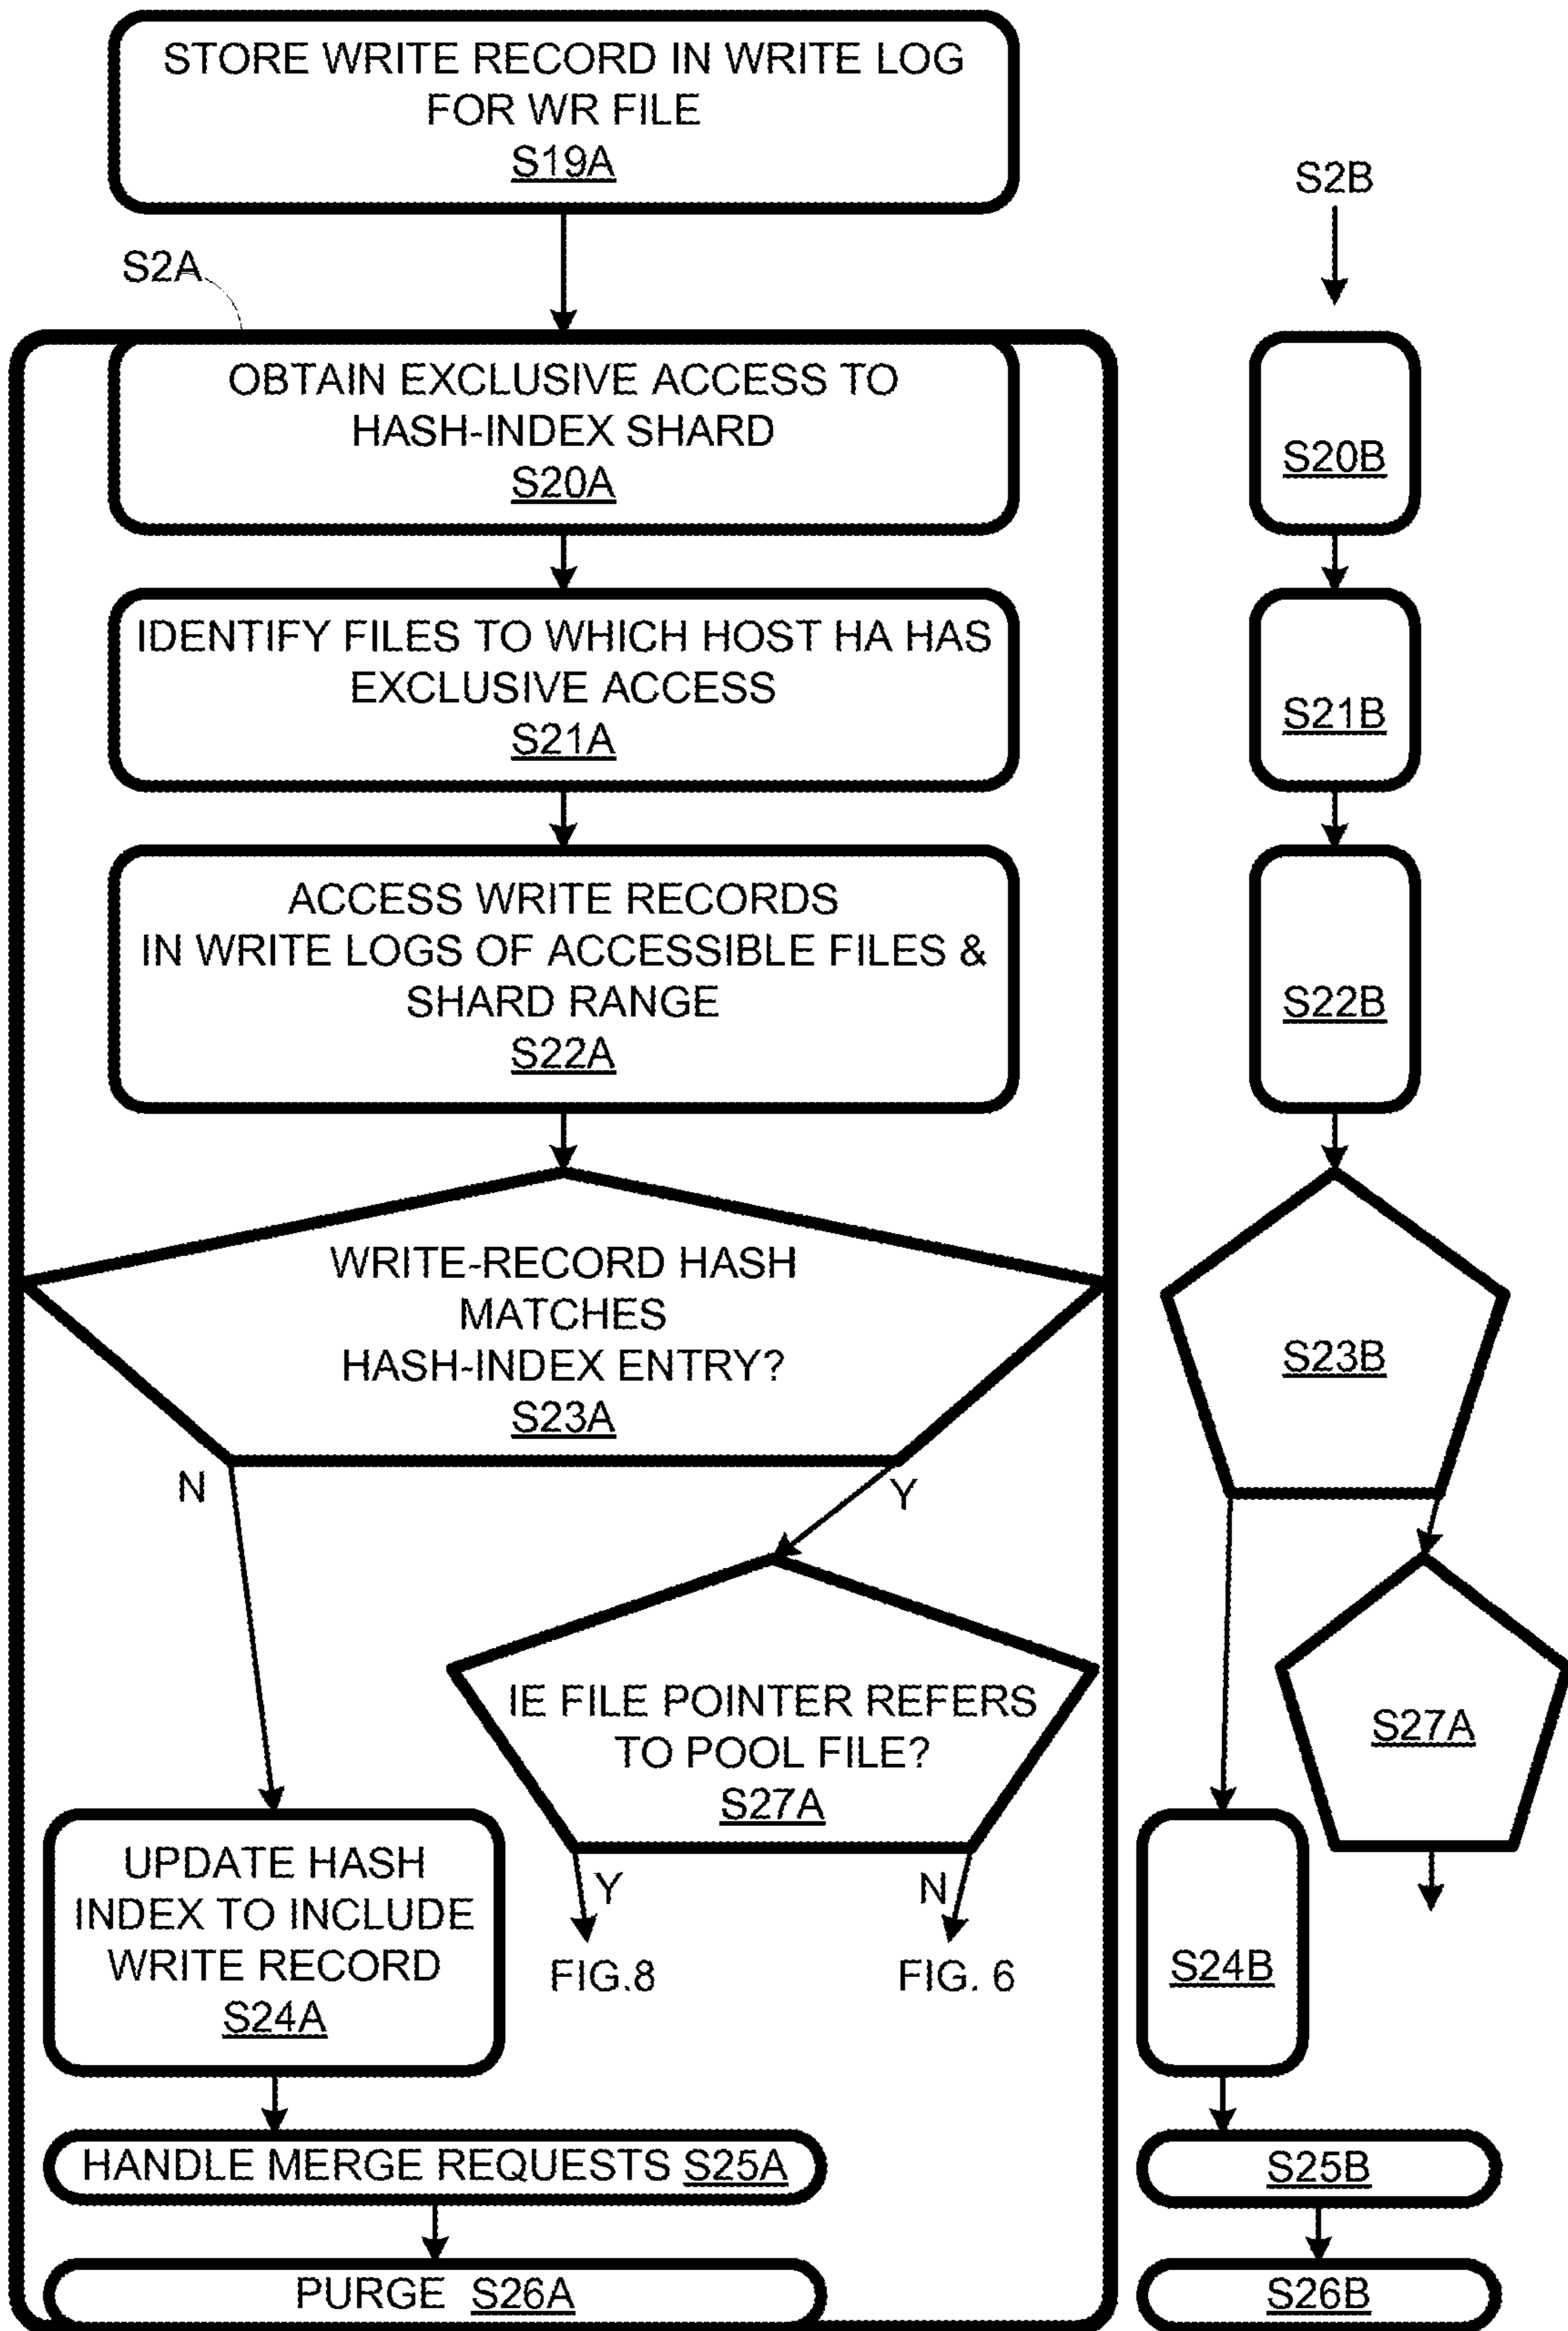 STORE WRITE RECORD IN WRITE LOG
FOR WR FILE
S19A
S2A
OBTAIN EXCLUSIVE ACCESS TO
HASH-INDEX SHARD
S20A
IDENTIFY FILES TO WHICH HOST HA HAS
EXCLUSIVE ACCESS
S21A
ACCESS WRITE RECORDS
IN WRITE LOGS OF ACCESSIBLE FILES &
SHARD RANGE
S22A
WRITE-RECORD HASH
MATCHES
HASH-INDEX ENTRY?
S23A
N
Y
IE FILE POINTER REFERS
TO POOL FILE?
S27A
Y
N
FIG.8
FIG. 6
UPDATE HASH
INDEX TO INCLUDE
WRITE RECORD
S24A
HANDLE MERGE REQUESTS S25A
PURGE S26A
S2B
S20B
S21B
S22B
S23B
S27A
S24B
S25B
S26B